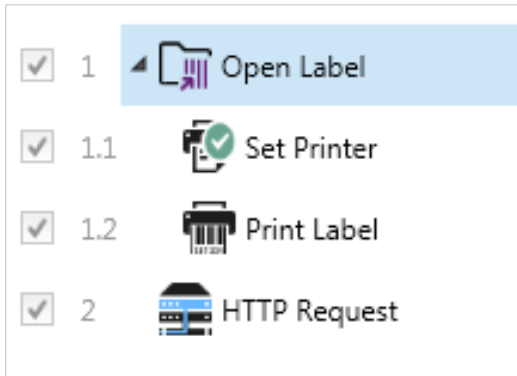 1 Open Label
1.1 Set Printer
1.2 Print Label
2 HTTP Request